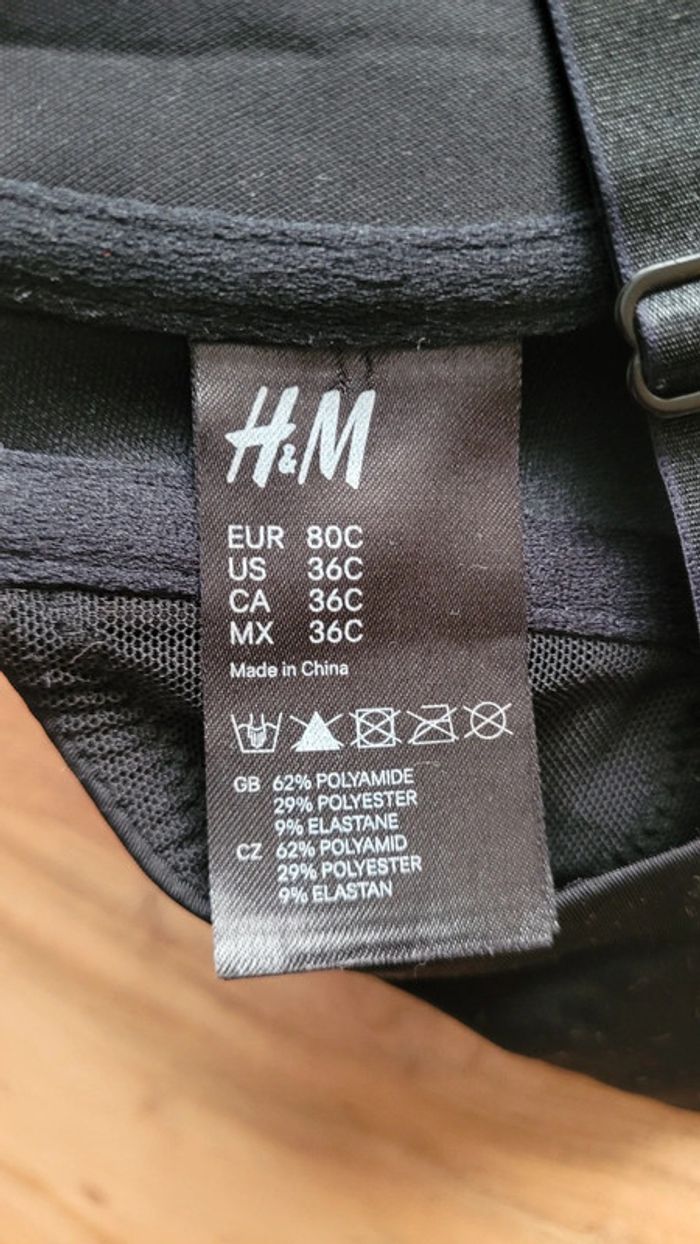 H&M
EUR 80C
US 36C
CA 36C
MX 36C
Made in China
GB 62% POLYAMIDE
29% POLYESTER
9% ELASTANE
CZ 62% POLYAMID
29% POLYESTER
9% ELASTAN